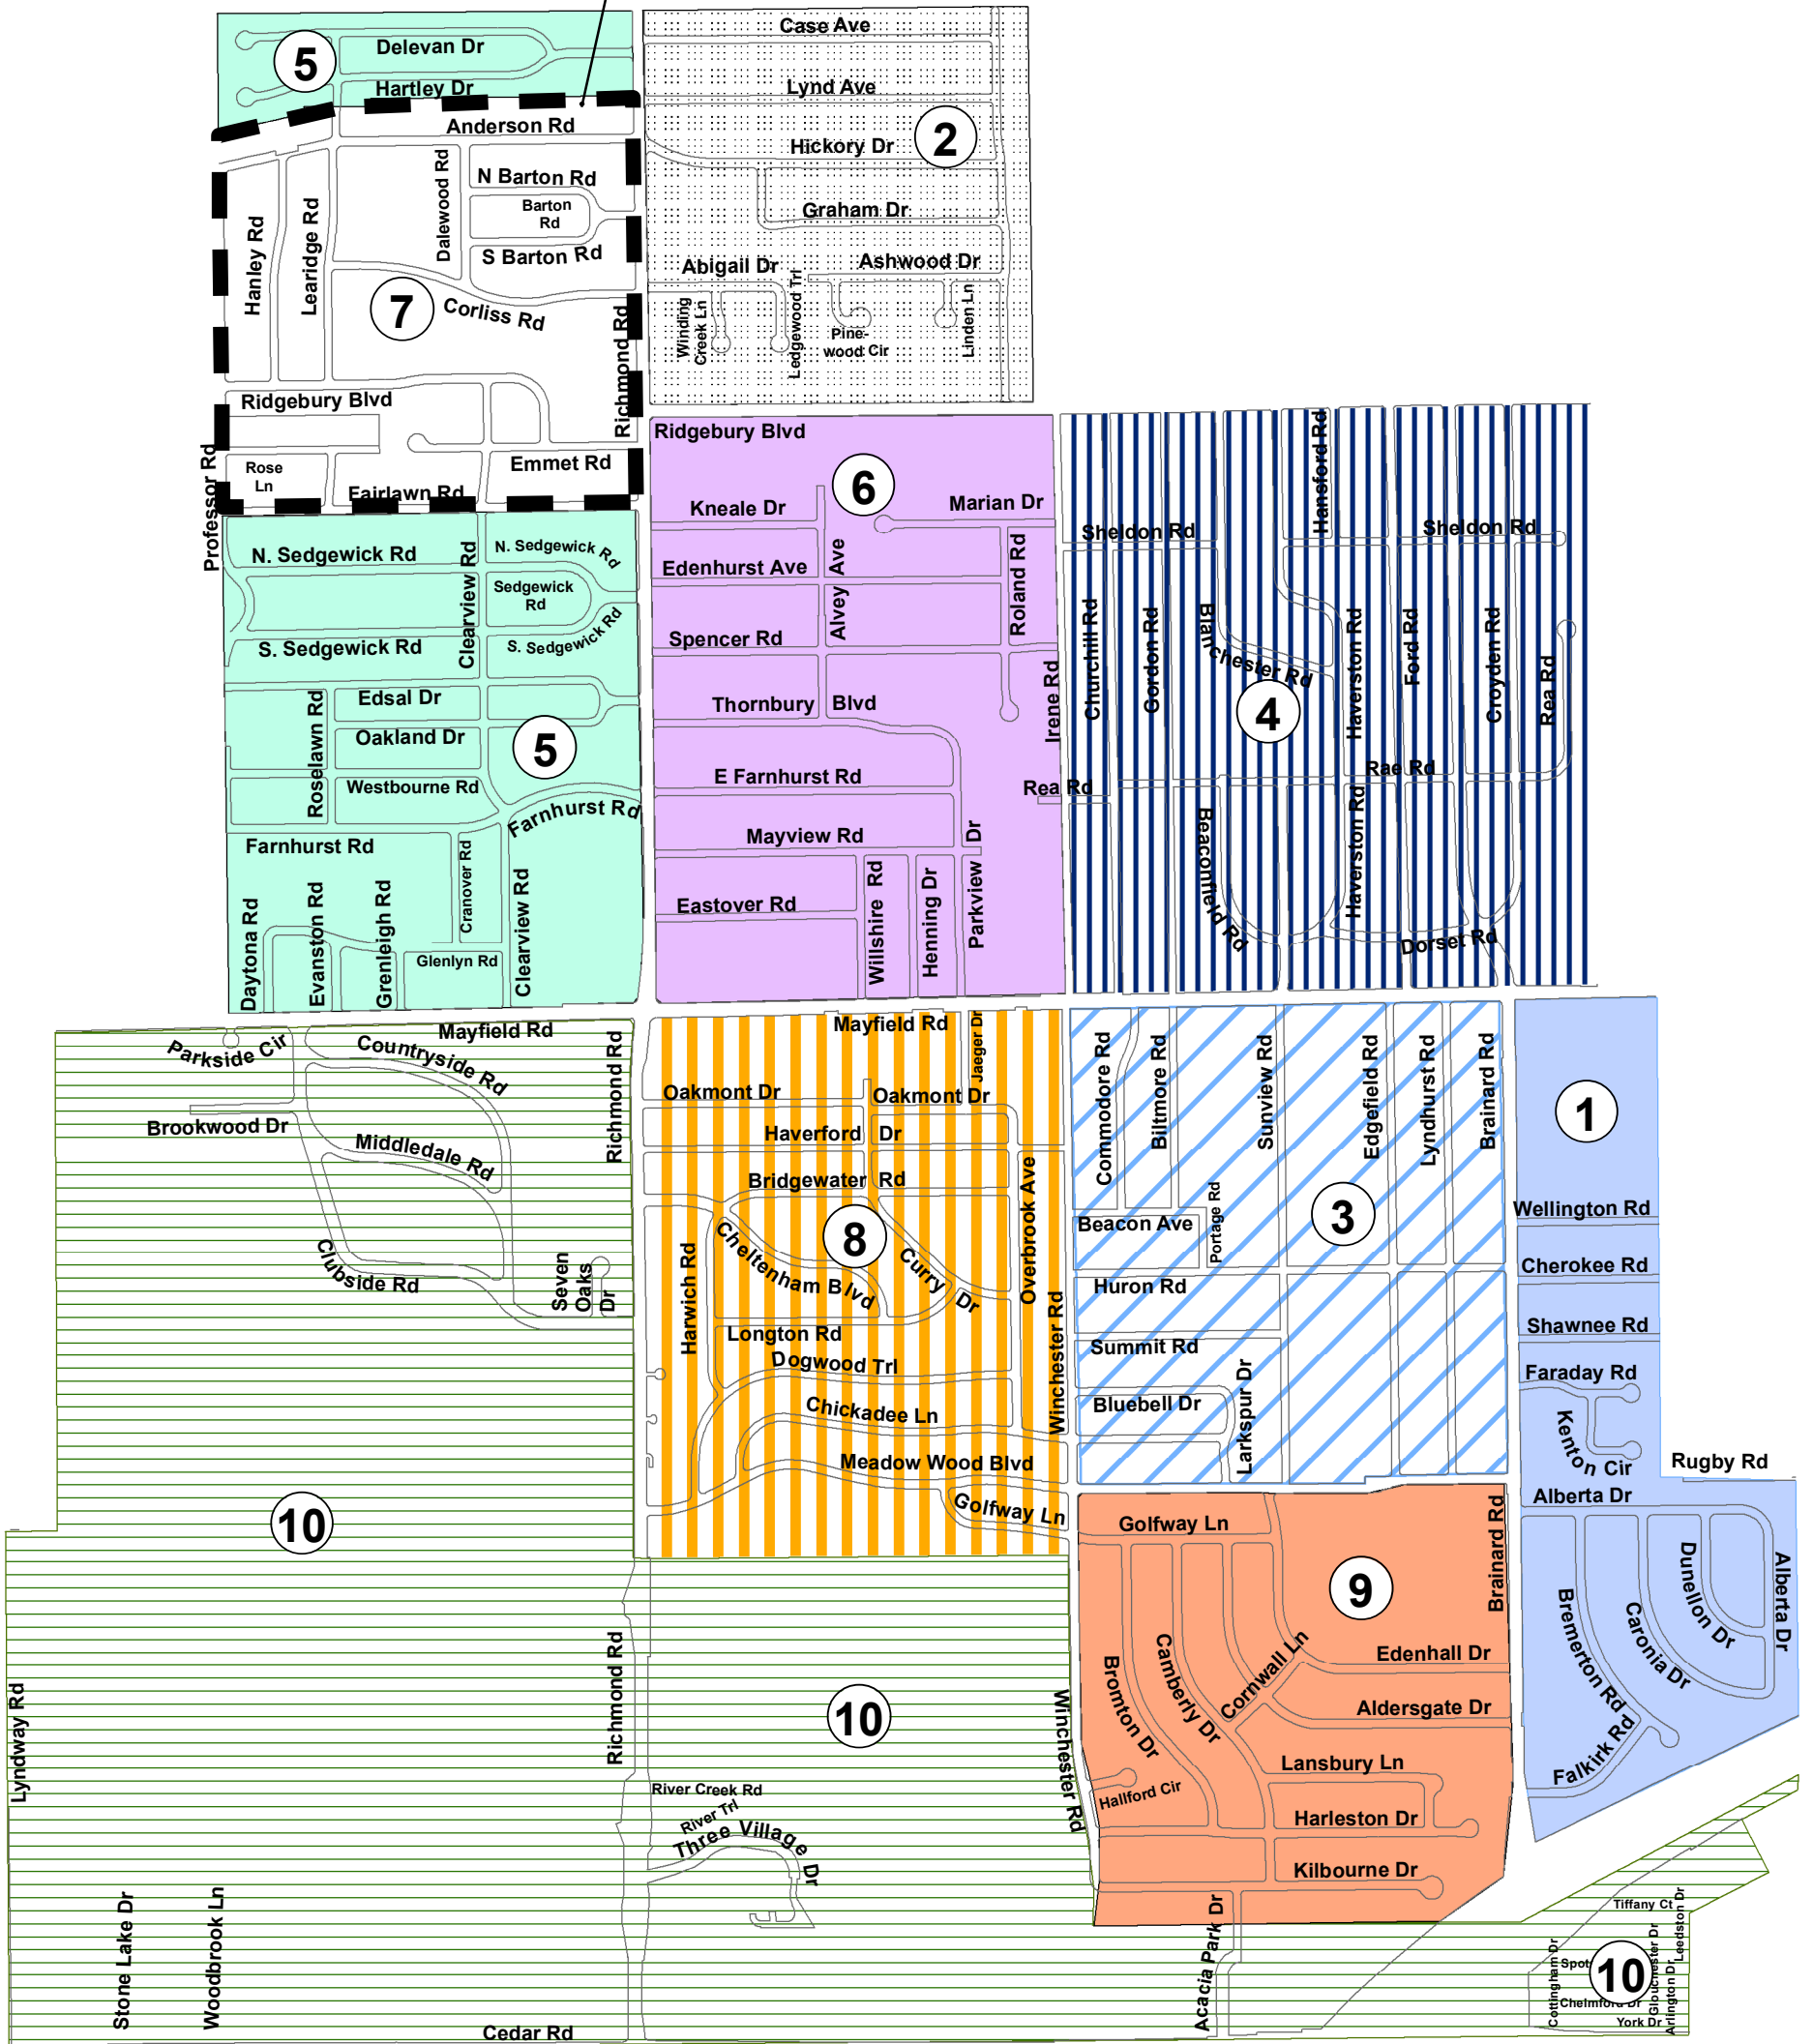 Delevan Dr
5
Hartley Dr
Case Ave
Lynd Ave
2
Hickory Dr
Graham Dr
Abigail Dr
Ashwood Dr
Winding
Creek Ln
Ledgewood Trl
Pine-
wood Cir
Linden Ln
Anderson Rd
Hanley Rd
Learidge Rd
Dalewood Rd
N Barton Rd
Barton
Rd
S Barton Rd
7
Corliss Rd
Richmond Rd
Ridgebury Blvd
Rose
Ln
Emmet Rd
Fairlawn Rd
Professor Rd
N. Sedgewick Rd
Clearview Rd
N. Sedgewick Rd
Sedgewick
Rd
S. Sedgewick Rd
S. Sedgewick Rd
Edsal Dr
Roselawn Rd
Oakland Dr
5
Westbourne Rd
Farnhurst Rd
Farnhurst Rd
Daytona Rd
Evanston Rd
Grenleigh Rd
Cranover Rd
Glenlyn Rd
Clearview Rd
Ridgebury Blvd
6
Kneale Dr
Marian Dr
Edenhurst Ave
Alvey Ave
Roland Rd
Spencer Rd
Thornbury Blvd
Irene Rd
E Farnhurst Rd
Rea Rd
Mayview Rd
Parkview Dr
Eastover Rd
Willshire Rd
Henning Dr
Hansford Rd
Sheldon Rd
Sheldon Rd
Churchill Rd
Gordon Rd
Blanchester Rd
4
Haverston Rd
Ford Rd
Croyden Rd
Rea Rd
Rae Rd
Beaconfield Rd
Haverston Rd
Dorset Rd
Mayfield Rd
Parkside Cir
Countryside Rd
Richmond Rd
Brookwood Dr
Middledale Rd
Clubside Rd
Seven
Oaks
Dr
10
Mayfield Rd
Jaeger Dr
Oakmont Dr
Oakmont Dr
Haverford Dr
Bridgewater Rd
8
Cheltenham Blvd
Curry Dr
Overbrook Ave
Harwich Rd
Longton Rd
Dogwood Trl
Chickadee Ln
Winchester Rd
Meadow Wood Blvd
Golfway Ln
Commodore Rd
Biltmore Rd
Sunview Rd
Edgefield Rd
Lyndhurst Rd
Brainard Rd
3
Beacon Ave
Portage Rd
Huron Rd
Summit Rd
Bluebell Dr
Larkspur Dr
1
Wellington Rd
Cherokee Rd
Shawnee Rd
Faraday Rd
Kenton Cir
Rugby Rd
Alberta Dr
Dunellon Dr
Alberta Dr
Bremerton Rd
Caronia Dr
Falkirk Rd
Golfway Ln
Brainard Rd
9
Bromton Dr
Camberly Dr
Cornwall Ln
Edenhall Dr
Aldersgate Dr
Lansbury Ln
Hallford Cir
Harleston Dr
Kilbourne Dr
Lyndway Rd
Richmond Rd
10
Winchester Rd
River Creek Rd
River Trl
Three Village Dr
Stone Lake Dr
Woodbrook Ln
Cedar Rd
Acacia Park Dr
Tiffany Ct
Leedston Dr
Cottingham Dr
Spot
10
Glouchester Dr
Chelmford Dr
Arlington Dr
York Dr